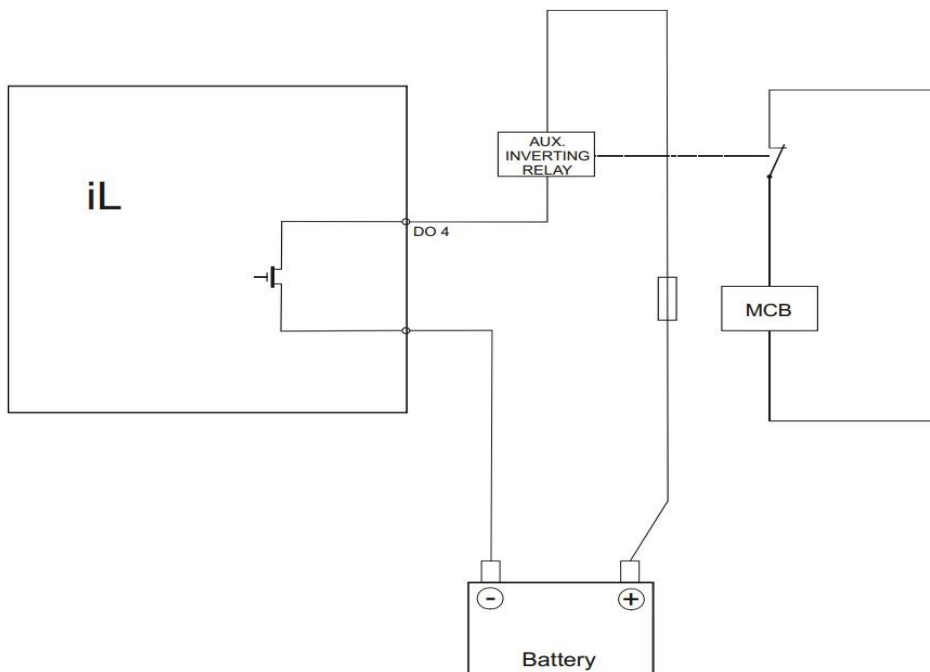 AUX.
INVERTING
RELAY
iL
DO 4
MCB
-
+
Battery